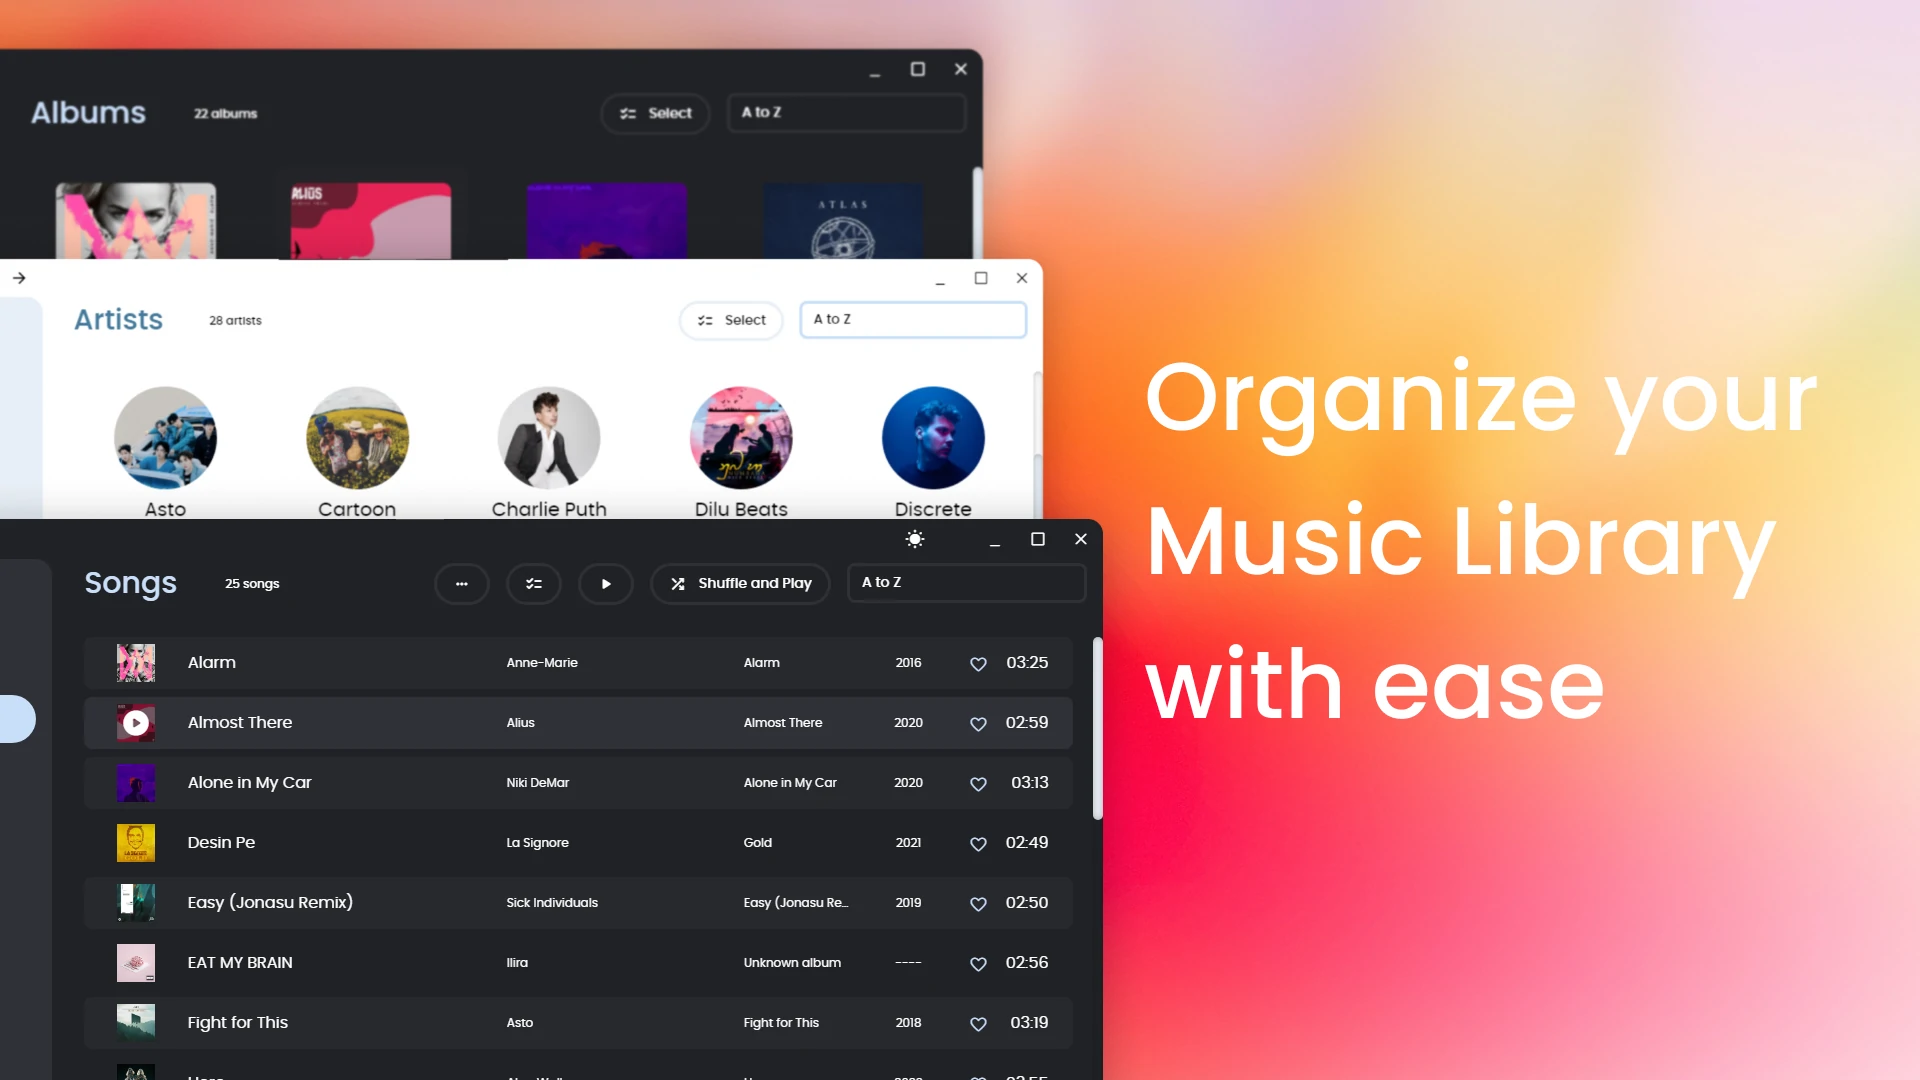 Albums 22 albums Select A to Z
ALIUS
ATLAS
Artists 28 artists Select A to Z
Asto Cartoon Charlie Puth Dilu Beats Discrete
Songs 25 songs Shuffle and Play A to Z
Alarm Anne-Marie Alarm 2016 03:25
Almost There Alius Almost There 2020 02:59
Alone in My Car Niki DeMar Alone in My Car 2020 03:13
Desin Pe La Signore Gold 2021 02:49
Easy (Jonasu Remix) Sick Individuals Easy (Jonasu Re... 2019 02:50
EAT MY BRAIN Ilira Unknown album ---- 02:56
Fight for This Asto Fight for This 2018 03:19
Organize your
Music Library
with ease